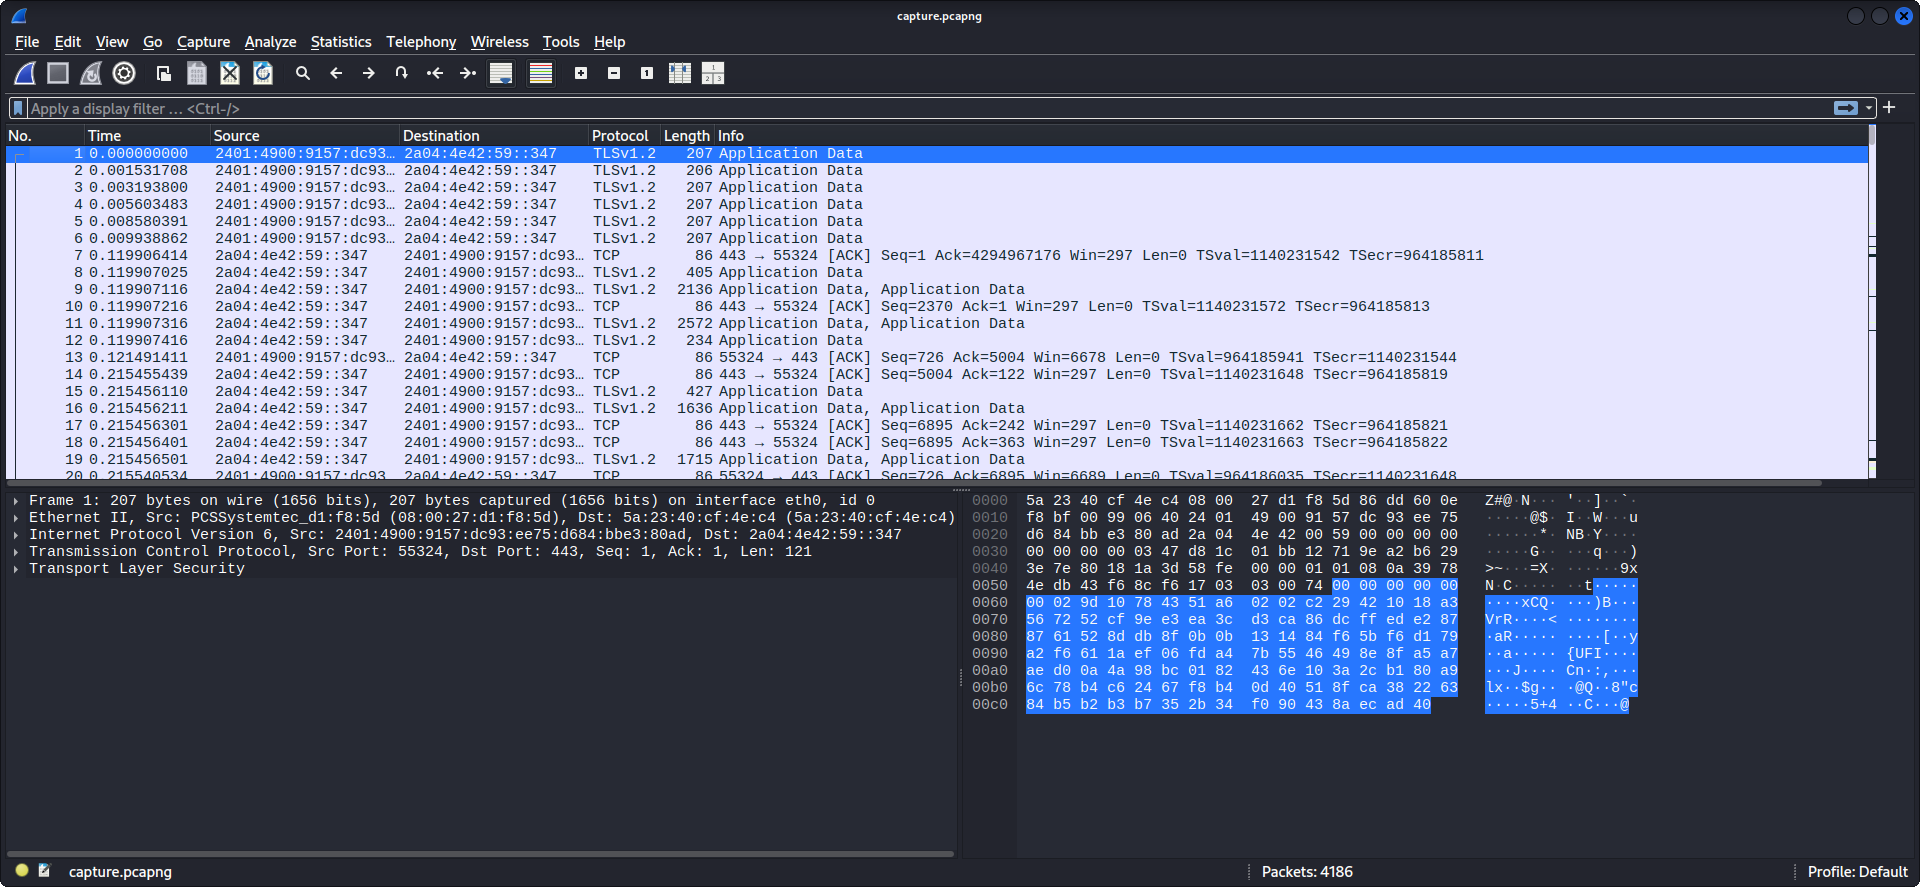 capture.pcapng
File Edit View Go Capture Analyze Statistics Telephony Wireless Tools Help
Apply a display filter … <Ctrl-/>
No. Time Source Destination Protocol Length Info
1 0.000000000 2401:4900:9157:dc93… 2a04:4e42:59::347 TLSv1.2 207 Application Data
2 0.001531708 2401:4900:9157:dc93… 2a04:4e42:59::347 TLSv1.2 206 Application Data
3 0.003193800 2401:4900:9157:dc93… 2a04:4e42:59::347 TLSv1.2 207 Application Data
4 0.005603483 2401:4900:9157:dc93… 2a04:4e42:59::347 TLSv1.2 207 Application Data
5 0.008580391 2401:4900:9157:dc93… 2a04:4e42:59::347 TLSv1.2 207 Application Data
6 0.009938862 2401:4900:9157:dc93… 2a04:4e42:59::347 TLSv1.2 207 Application Data
7 0.119906414 2a04:4e42:59::347 2401:4900:9157:dc93… TCP 86 443 → 55324 [ACK] Seq=1 Ack=4294967176 Win=297 Len=0 TSval=1140231542 TSecr=964185811
8 0.119907025 2a04:4e42:59::347 2401:4900:9157:dc93… TLSv1.2 405 Application Data
9 0.119907116 2a04:4e42:59::347 2401:4900:9157:dc93… TLSv1.2 2136 Application Data, Application Data
10 0.119907216 2a04:4e42:59::347 2401:4900:9157:dc93… TCP 86 443 → 55324 [ACK] Seq=2370 Ack=1 Win=297 Len=0 TSval=1140231572 TSecr=964185813
11 0.119907316 2a04:4e42:59::347 2401:4900:9157:dc93… TLSv1.2 2572 Application Data, Application Data
12 0.119907416 2a04:4e42:59::347 2401:4900:9157:dc93… TLSv1.2 234 Application Data
13 0.121491411 2401:4900:9157:dc93… 2a04:4e42:59::347 TCP 86 55324 → 443 [ACK] Seq=726 Ack=5004 Win=6678 Len=0 TSval=964185941 TSecr=1140231544
14 0.215455439 2a04:4e42:59::347 2401:4900:9157:dc93… TCP 86 443 → 55324 [ACK] Seq=5004 Ack=122 Win=297 Len=0 TSval=1140231648 TSecr=964185819
15 0.215456110 2a04:4e42:59::347 2401:4900:9157:dc93… TLSv1.2 427 Application Data
16 0.215456211 2a04:4e42:59::347 2401:4900:9157:dc93… TLSv1.2 1636 Application Data, Application Data
17 0.215456301 2a04:4e42:59::347 2401:4900:9157:dc93… TCP 86 443 → 55324 [ACK] Seq=6895 Ack=242 Win=297 Len=0 TSval=1140231662 TSecr=964185821
18 0.215456401 2a04:4e42:59::347 2401:4900:9157:dc93… TCP 86 443 → 55324 [ACK] Seq=6895 Ack=363 Win=297 Len=0 TSval=1140231663 TSecr=964185822
19 0.215456501 2a04:4e42:59::347 2401:4900:9157:dc93… TLSv1.2 1715 Application Data, Application Data
20 0.215540534 2401:4900:9157:dc93… 2a04:4e42:59::347 TCP 86 55324 → 443 [ACK] Seq=726 Ack=6895 Win=6689 Len=0 TSval=964186035 TSecr=1140231648
Frame 1: 207 bytes on wire (1656 bits), 207 bytes captured (1656 bits) on interface eth0, id 0
Ethernet II, Src: PCSSystemtec_d1:f8:5d (08:00:27:d1:f8:5d), Dst: 5a:23:40:cf:4e:c4 (5a:23:40:cf:4e:c4)
Internet Protocol Version 6, Src: 2401:4900:9157:dc93:ee75:d684:bbe3:80ad, Dst: 2a04:4e42:59::347
Transmission Control Protocol, Src Port: 55324, Dst Port: 443, Seq: 1, Ack: 1, Len: 121
Transport Layer Security
0000 5a 23 40 cf 4e c4 08 00 27 d1 f8 5d 86 dd 60 0e Z#@·N··· '··]··`·
0010 f8 bf 00 99 06 40 24 01 49 00 91 57 dc 93 ee 75 ·····@$· I··W···u
0020 d6 84 bb e3 80 ad 2a 04 4e 42 00 59 00 00 00 00 ······*· NB·Y····
0030 00 00 00 00 03 47 d8 1c 01 bb 12 71 9e a2 b6 29 ·····G·· ···q···)
0040 3e 7e 80 18 1a 3d 58 fe 00 00 01 01 08 0a 39 78 >~···=X· ······9x
0050 4e db 43 f6 8c f6 17 03 03 00 74 00 00 00 00 00 N·C····· ··t·····
0060 00 02 9d 10 78 43 51 a6 02 02 c2 29 42 10 18 a3 ····xCQ· ···)B···
0070 56 72 52 cf 9e e3 ea 3c d3 ca 86 dc ff ed e2 87 VrR····< ········
0080 87 61 52 8d db 8f 0b 0b 13 14 84 f6 5b f6 d1 79 ·aR····· ····[··y
0090 a2 f6 61 1a ef 06 fd a4 7b 55 46 49 8e 8f a5 a7 ··a····· {UFI····
00a0 ae d0 0a 4a 98 bc 01 82 43 6e 10 3a 2c b1 80 a9 ···J···· Cn·:,···
00b0 6c 78 b4 c6 24 67 f8 b4 0d 40 51 8f ca 38 22 63 lx··$g·· ·@Q··8"c
00c0 84 b5 b2 b3 b7 35 2b 34 f0 90 43 8a ec ad 40 ·····5+4 ··C···@
capture.pcapng
Packets: 4186
Profile: Default